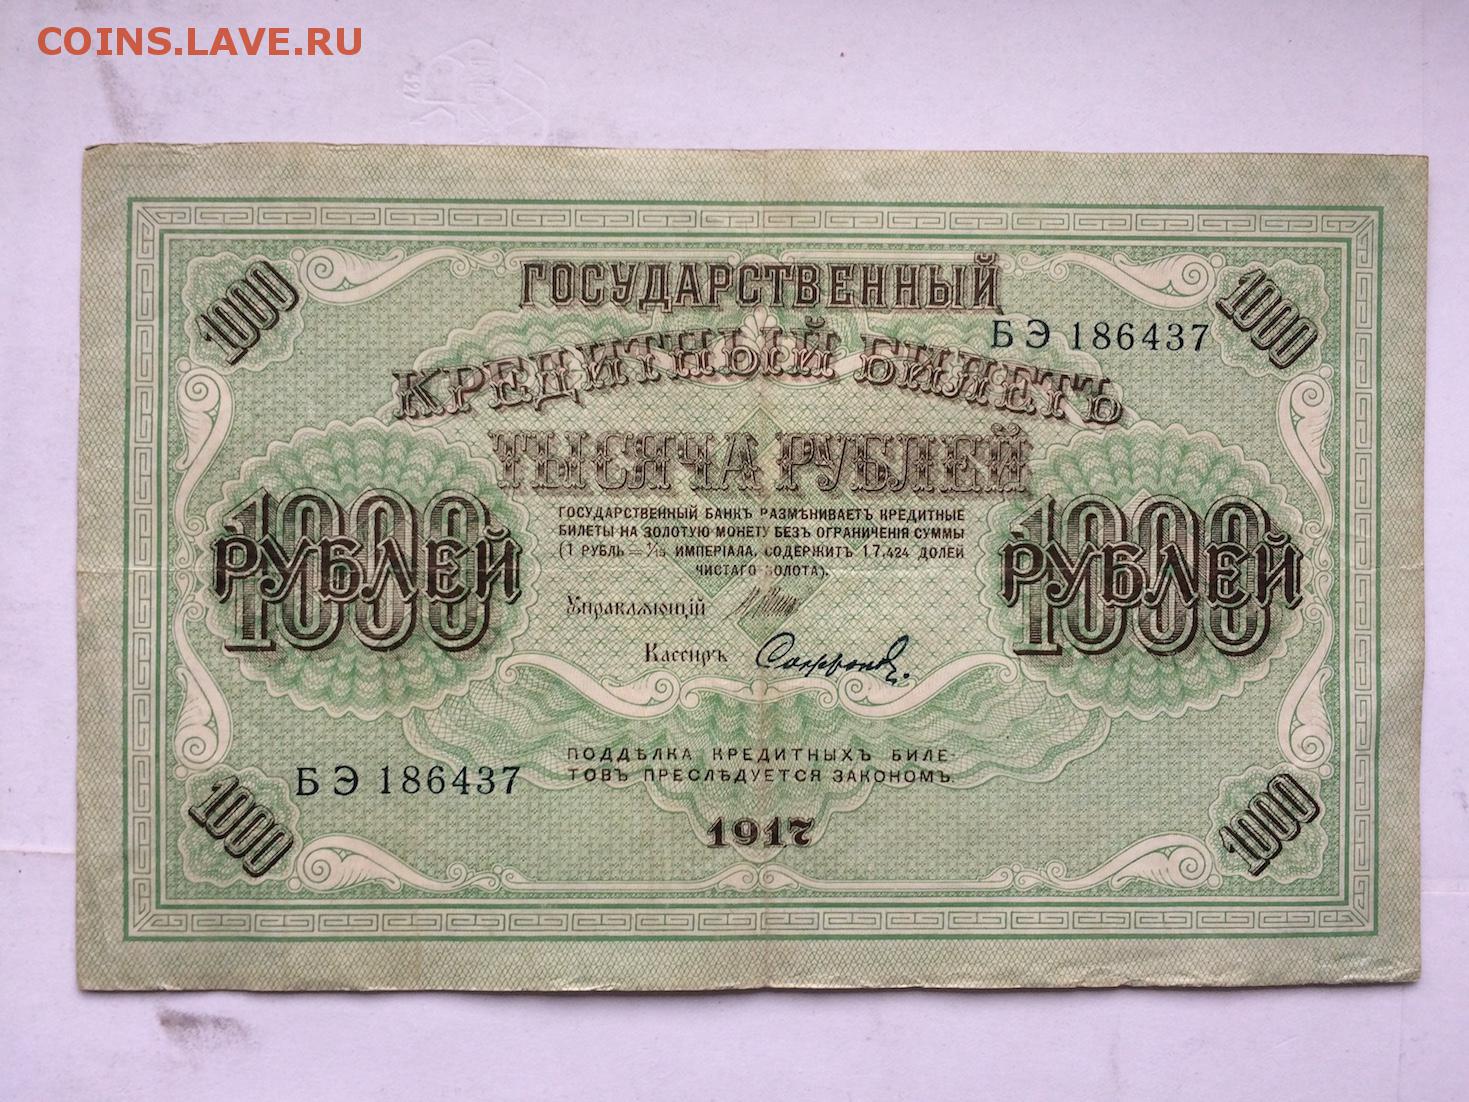 COINS.LAVE.RU
1000
ГОСУДАРСТВЕННЫЙ
1000
БЭ 186437
КРЕДИТНЫЙ БИЛЕТЪ
ТЫСЯЧА РУБЛЕЙ
1000
РУБЛЕЙ
ГОСУДАРСТВЕННЫЙ БАНКЪ РАЗМѢНИВАЕТЪ КРЕДИТНЫЕ
БИЛЕТЫ НА ЗОЛОТУЮ МОНЕТУ БЕЗЪ ОГРАНИЧЕНІЯ СУММЫ
(1 РУБЛЬ = 1/15 ИМПЕРІАЛА, СОДЕРЖИТЪ 17,424 ДОЛЕЙ
ЧИСТАГО ЗОЛОТА).
1000
РУБЛЕЙ
Управляющій
Кассиръ
ПОДДѢЛКА КРЕДИТНЫХЪ БИЛЕ-
ТОВЪ ПРЕСЛѢДУЕТСЯ ЗАКОНОМЪ.
БЭ 186437
1000
1917
1000